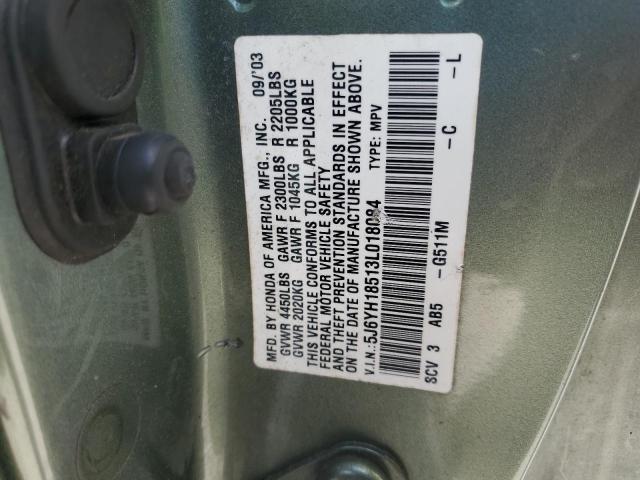 MFD. BY HONDA OF AMERICA MFG., INC. 09/'03
GVWR 4450LBS GAWR F 2300LBS R 2205LBS
GVWR 2020KG GAWR F 1045KG R 1000KG
THIS VEHICLE CONFORMS TO ALL APPLICABLE
FEDERAL MOTOR VEHICLE SAFETY
AND THEFT PREVENTION STANDARDS IN EFFECT
ON THE DATE OF MANUFACTURE SHOWN ABOVE.
V.I.N.: 5J6YH18513L018084 TYPE: MPV
SCV 3 AB5 -G511M -C -L